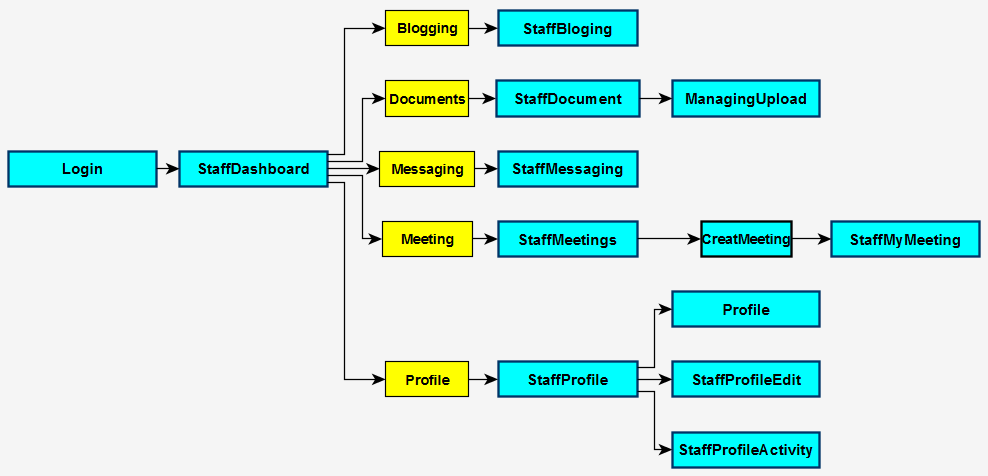 Blogging
StaffBloging
Documents
StaffDocument
ManagingUpload
Login
StaffDashboard
Messaging
StaffMessaging
Meeting
StaffMeetings
CreatMeeting
StaffMyMeeting
Profile
Profile
StaffProfile
StaffProfileEdit
StaffProfileActivity